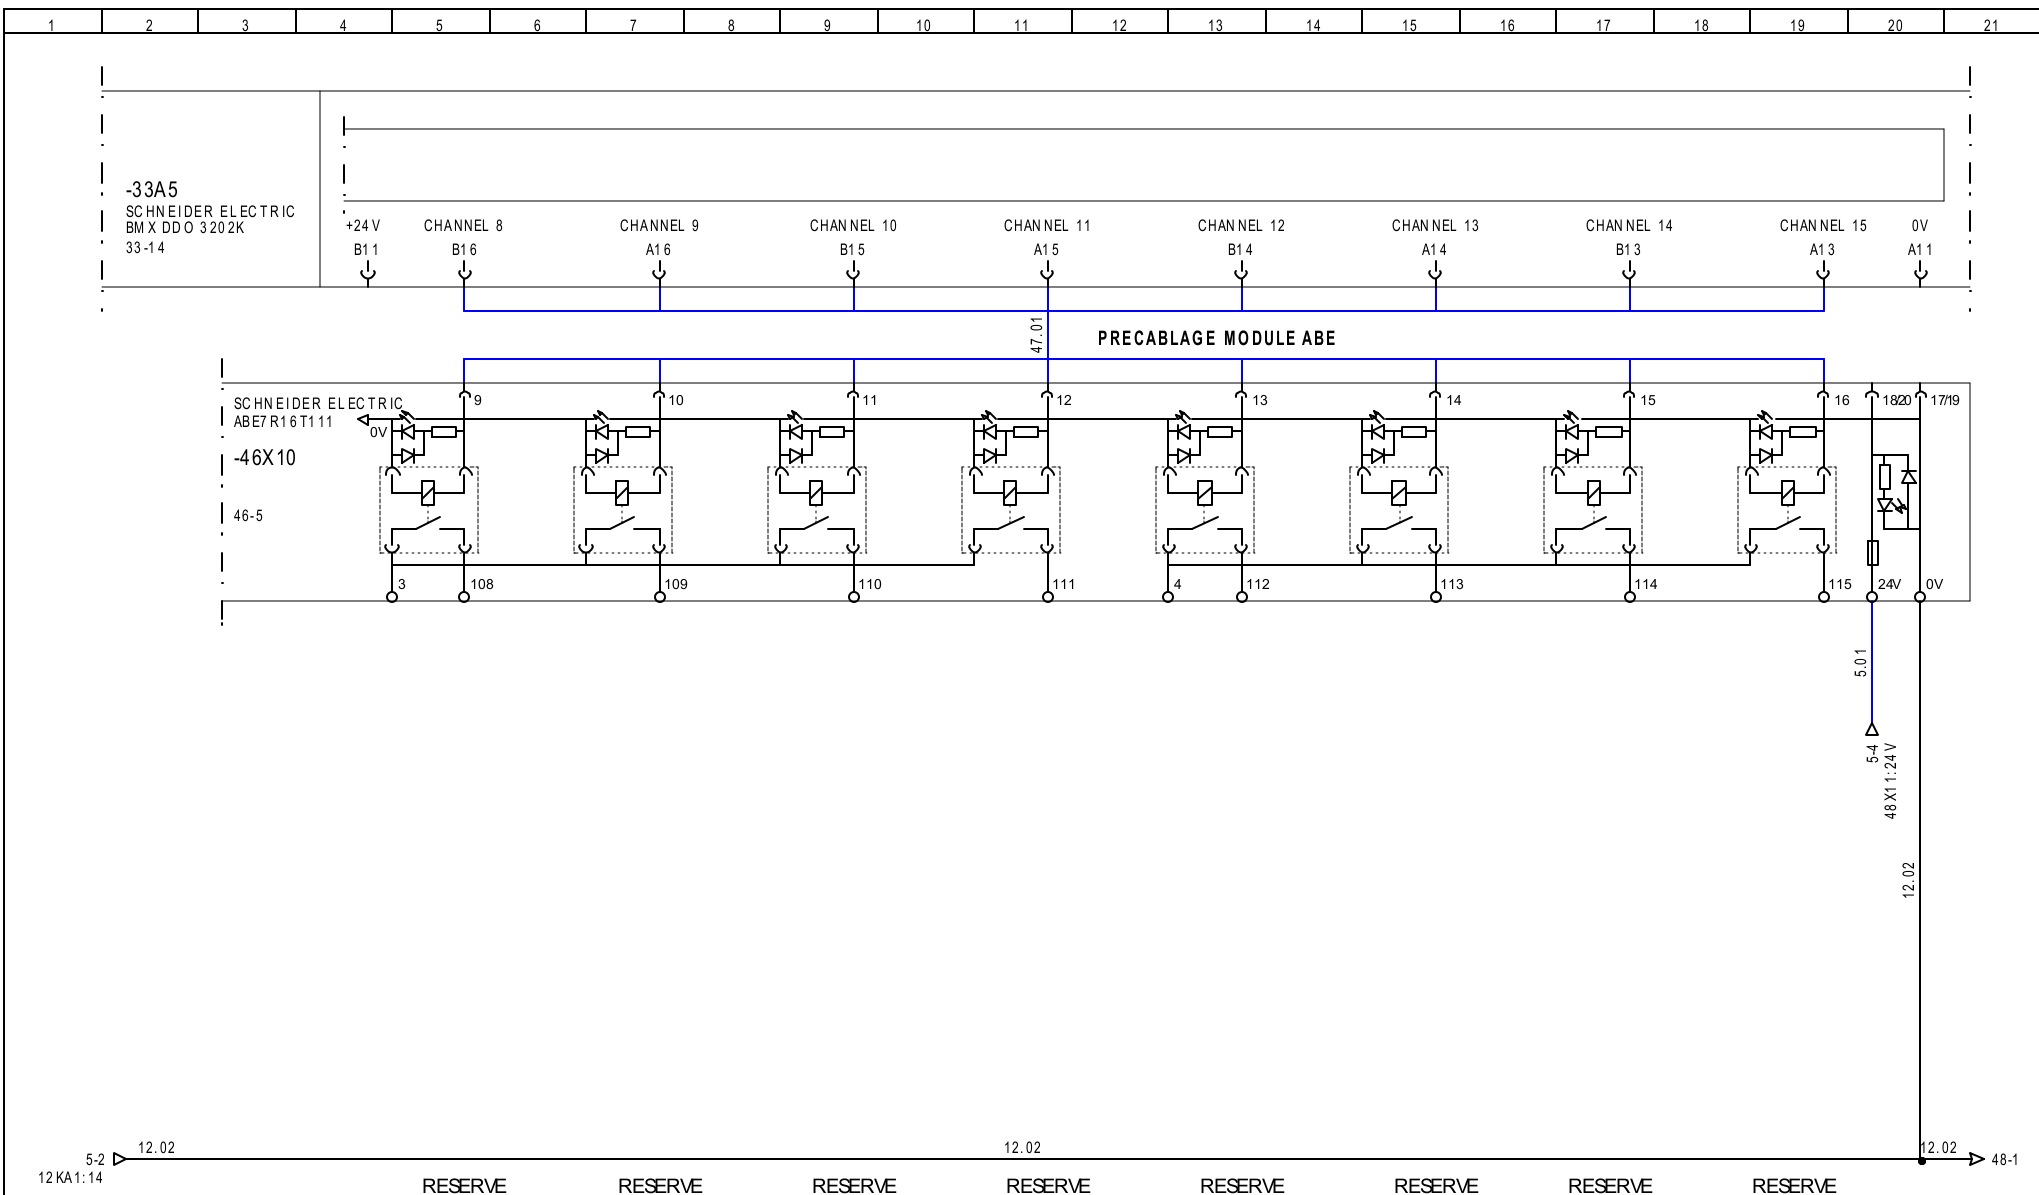 1 2 3 4 5 6 7 8 9 10 11 12 13 14 15 16 17 18 19 20 21
-33A5
SCHNEIDER ELECTRIC
BMX DDO 3202K
33-14
+24V CHANNEL 8 CHANNEL 9 CHANNEL 10 CHANNEL 11 CHANNEL 12 CHANNEL 13 CHANNEL 14 CHANNEL 15 0V
B11 B16 A16 B15 A15 B14 A14 B13 A13 A11
47.01
PRECABLAGE MODULE ABE
SCHNEIDER ELECTRIC
ABE7R16T111
-46X10
46-5
9 10 11 12 13 14 15 16 18/20 17/19
0V
3 108 109 110 111 4 112 113 114 115 24V 0V
5.01
5-4
48X11:24V
12.02
12.02 12.02 12.02
5-2 48-1
12KA1:14
RESERVE RESERVE RESERVE RESERVE RESERVE RESERVE RESERVE RESERVE